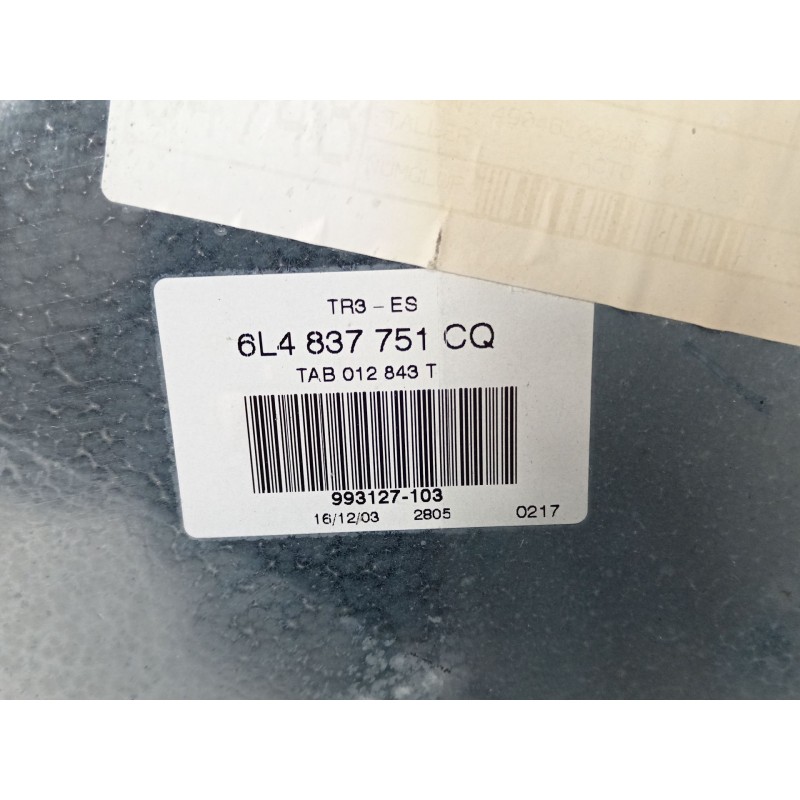 TR3 - ES
6L4 837 751 CQ
TAB 012 843 T
993127-103
16/12/03 2805 0217